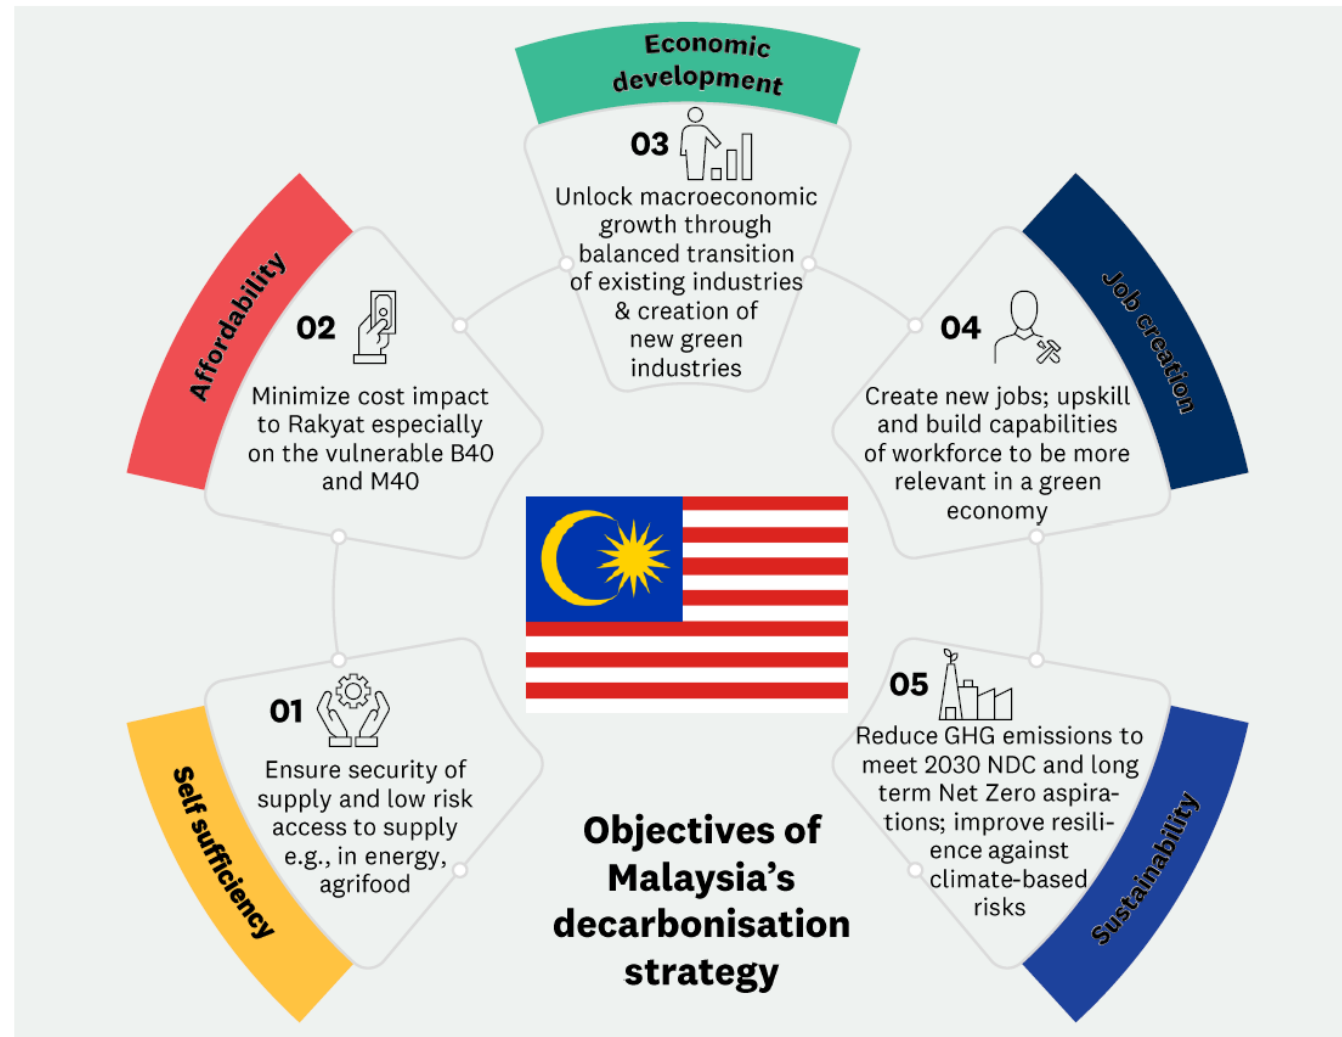 Economic
development
03
Unlock macroeconomic
growth through
balanced transition
of existing industries
& creation of
new green
industries
Affordability
02
Minimize cost impact
to Rakyat especially
on the vulnerable B40
and M40
Job creation
04
Create new jobs; upskill
and build capabilities
of workforce to be more
relevant in a green
economy
Self sufficiency
01
Ensure security of
supply and low risk
access to supply
e.g., in energy,
agrifood
Sustainability
05
Reduce GHG emissions to
meet 2030 NDC and long
term Net Zero aspira-
tions; improve resili-
ence against
climate-based
risks
Objectives of
Malaysia's
decarbonisation
strategy